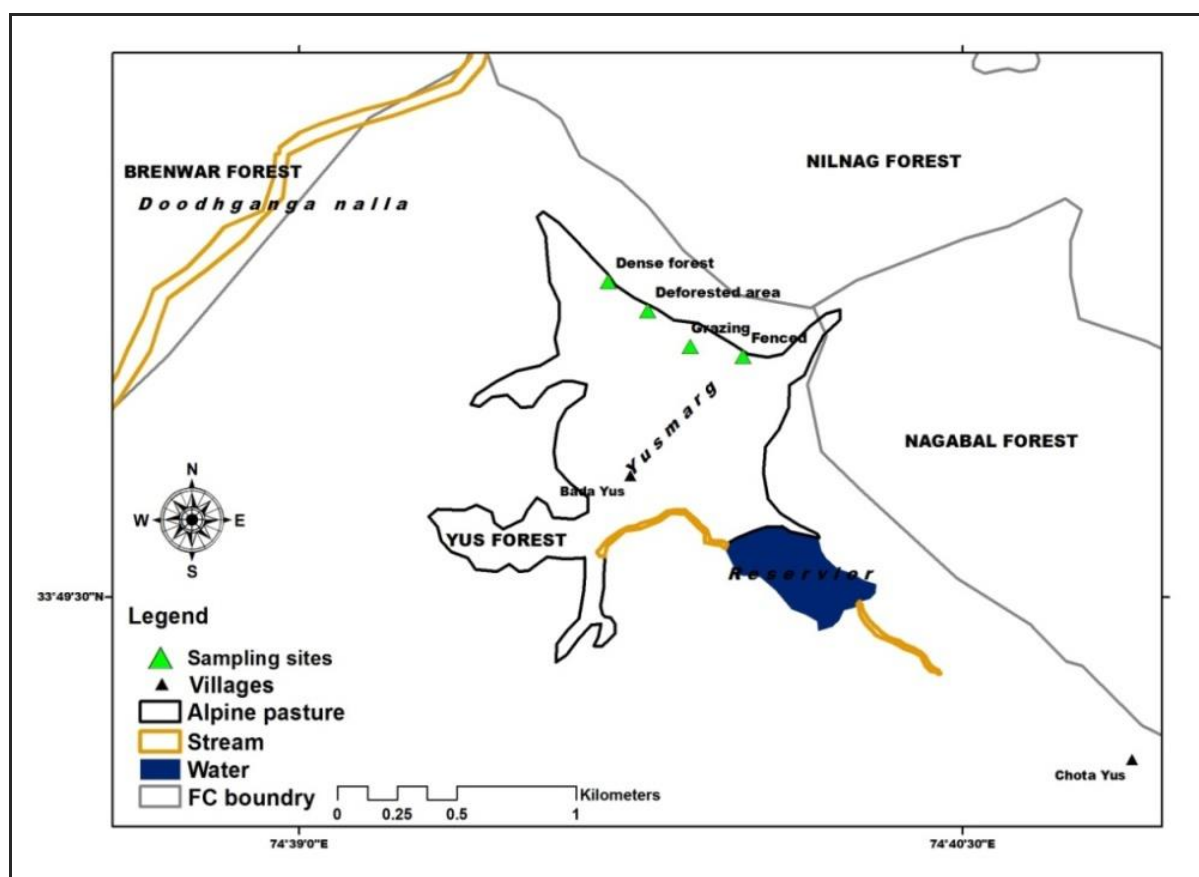 NILNAG FOREST
BRENWAR FOREST
Doodhganga nalla
Dense forest
Deforested area
Grazing
Fenced
Yusmarg
NAGABAL FOREST
Bada Yus
N
W E
S
YUS FOREST
Reservior
33°49'30"N
Legend
Sampling sites
Villages
Alpine pasture
Stream
Water
FC boundry
Kilometers
0 0.25 0.5 1
Chota Yus
74°39'0"E 74°40'30"E